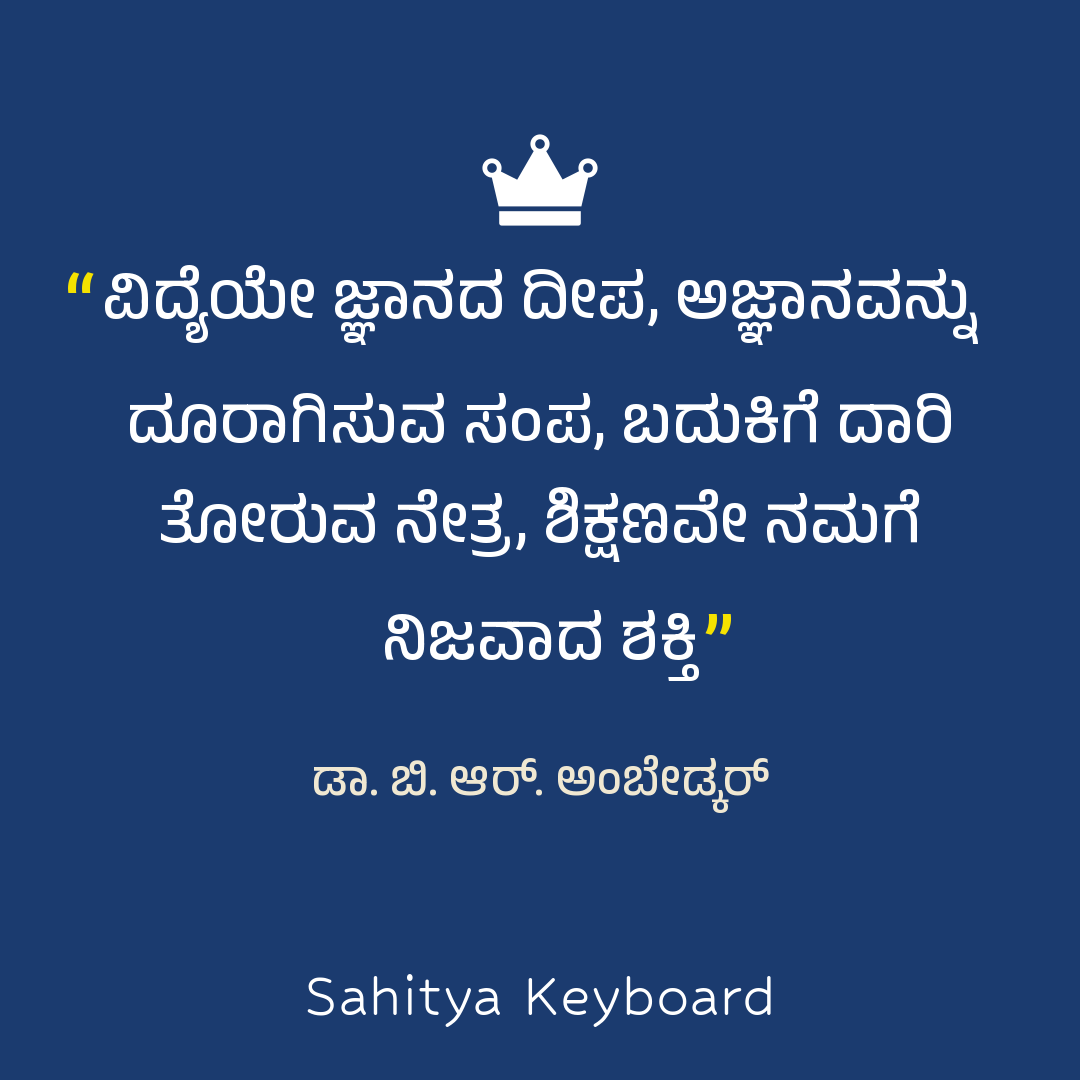 “ವಿದ್ಯೆಯೇ ಜ್ಞಾನದ ದೀಪ, ಅಜ್ಞಾನವನ್ನು
ದೂರಾಗಿಸುವ ಸಂಪ, ಬದುಕಿಗೆ ದಾರಿ
ತೋರುವ ನೇತ್ರ, ಶಿಕ್ಷಣವೇ ನಮಗೆ
ನಿಜವಾದ ಶಕ್ತಿ”
ಡಾ. ಬಿ. ಆರ್. ಅಂಬೇಡ್ಕರ್
Sahitya Keyboard